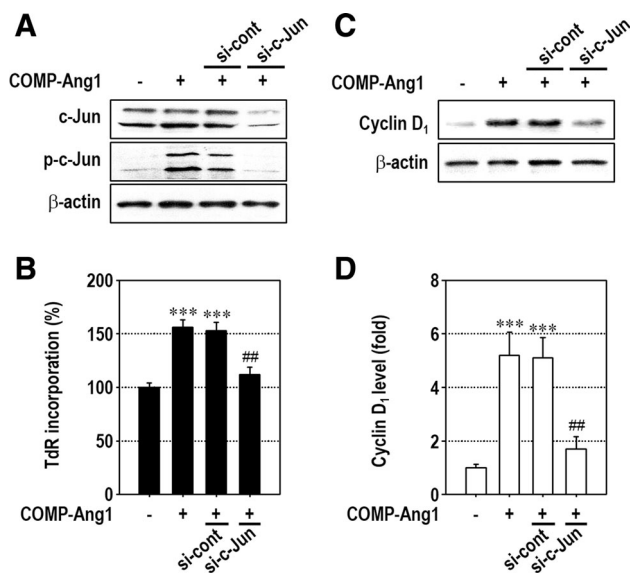 A
si-cont
si-c-Jun
COMP-Ang1 - + + +
c-Jun
p-c-Jun
β-actin
C
si-cont
si-c-Jun
COMP-Ang1 - + + +
Cyclin D1
β-actin
B
TdR incorporation (%)
200
150
100
50
0
***
***
##
COMP-Ang1 - + + +
si-cont
si-c-Jun
D
Cyclin D1 level (fold)
8
6
4
2
0
***
***
##
COMP-Ang1 - + + +
si-cont
si-c-Jun